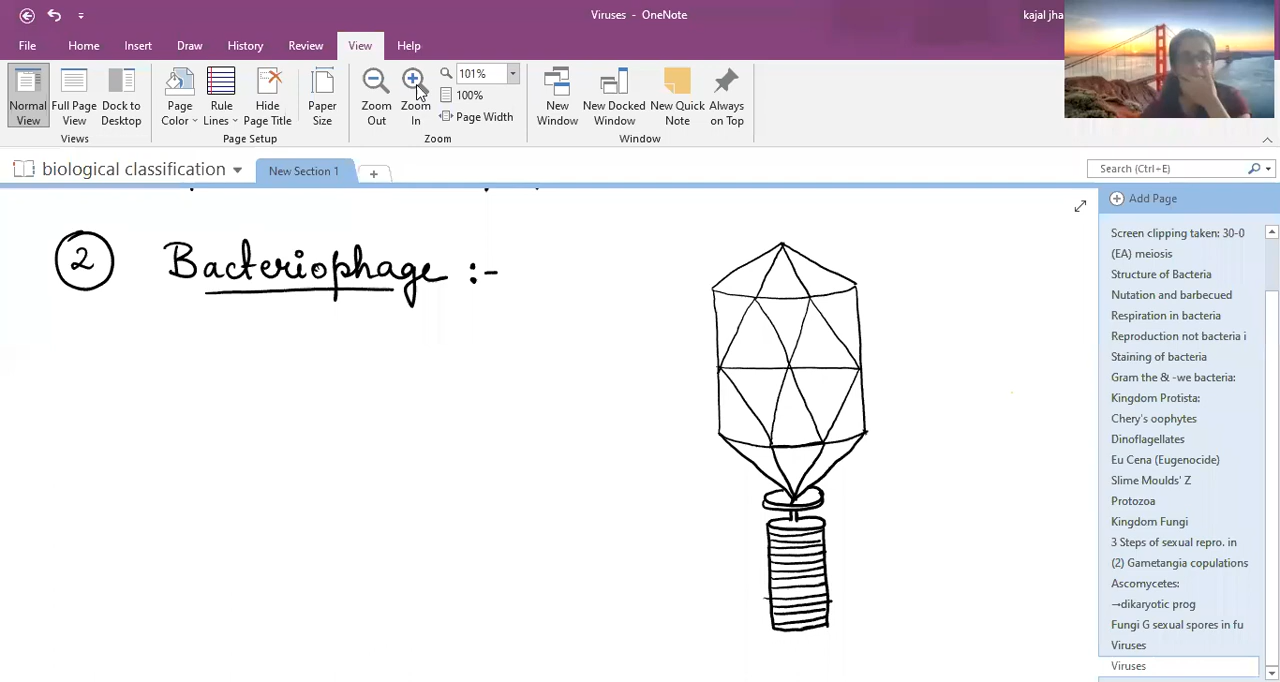 Viruses - OneNote
kajal jha
File Home Insert Draw History Review View Help
Normal View
Full Page View
Dock to Desktop
Views
Page Color
Rule Lines
Hide Page Title
Paper Size
Page Setup
Zoom Out
Zoom In
101%
100%
Page Width
Zoom
New Window
New Docked Window
New Quick Note
Always on Top
Window
biological classification
New Section 1
Search (Ctrl+E)
2 Bacteriophage :-
Add Page
Screen clipping taken: 30-0
(EA) meiosis
Structure of Bacteria
Nutation and barbecued
Respiration in bacteria
Reproduction not bacteria i
Staining of bacteria
Gram the & -we bacteria:
Kingdom Protista:
Chery's oophytes
Dinoflagellates
Eu Cena (Eugenocide)
Slime Moulds' Z
Protozoa
Kingdom Fungi
3 Steps of sexual repro. in
(2) Gametangia copulations
Ascomycetes:
→dikaryotic prog
Fungi G sexual spores in fu
Viruses
Viruses